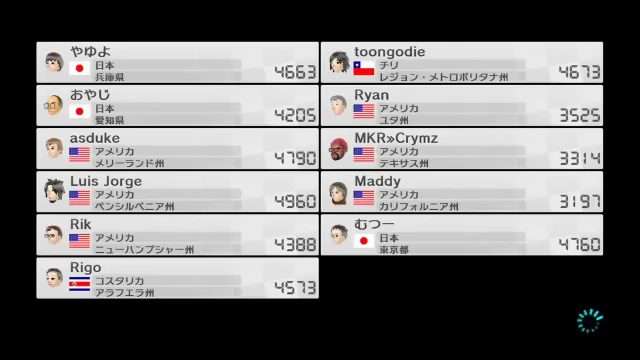 やゆよ
日本
兵庫県
4663
おやじ
日本
愛知県
4205
asduke
アメリカ
メリーランド州
4790
Luis Jorge
アメリカ
ペンシルベニア州
4960
Rik
アメリカ
ニューハンプシャー州
4388
Rigo
コスタリカ
アラフエラ州
4573
toongodie
チリ
レジョン・メトロポリタナ州
4673
Ryan
アメリカ
ユタ州
3525
MKR»Crymz
アメリカ
テキサス州
3314
Maddy
アメリカ
カリフォルニア州
3197
むつー
日本
東京都
4760